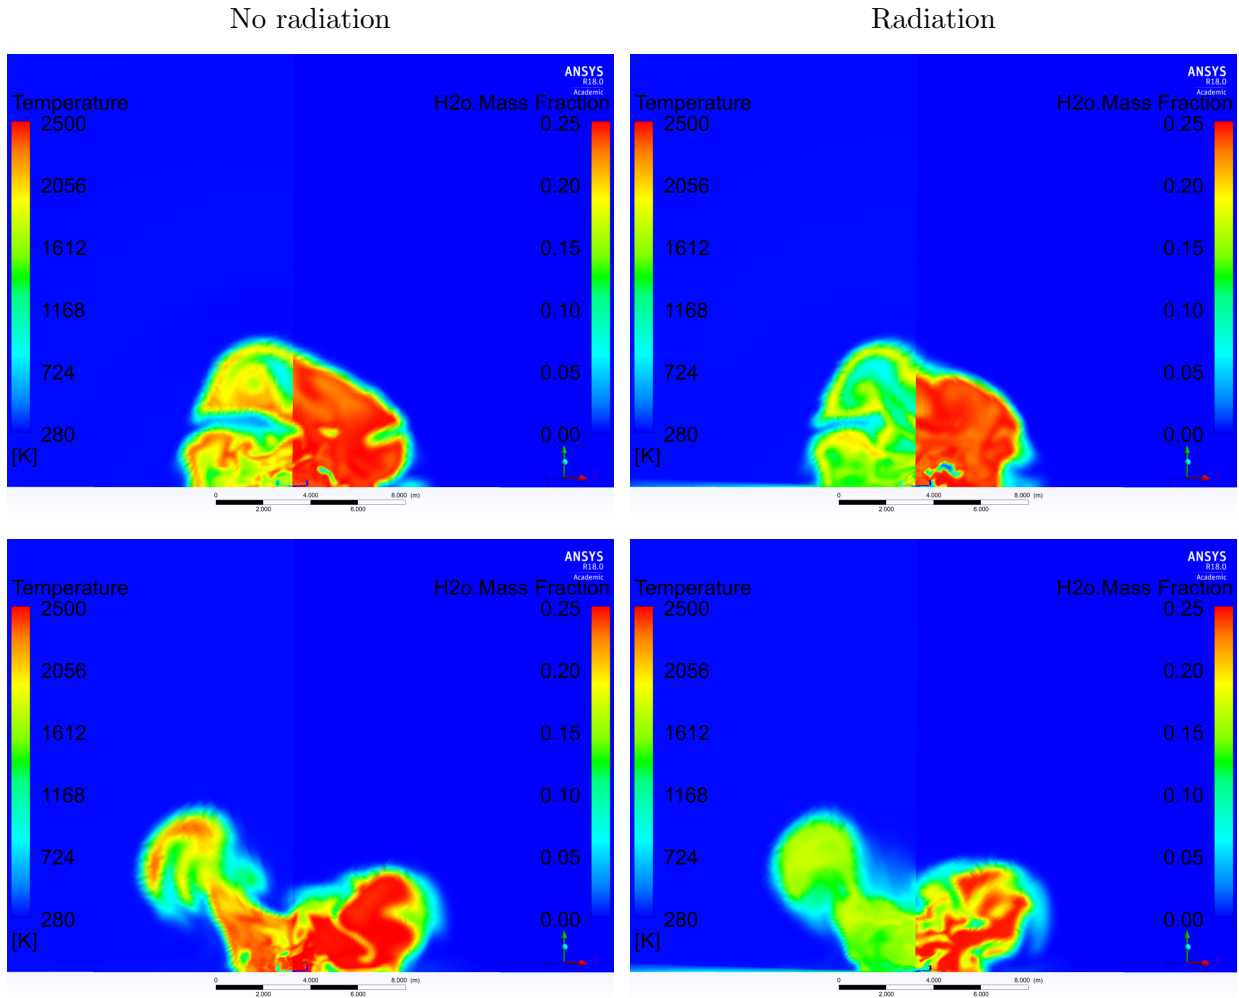 No radiation
Radiation
ANSYS
R18.0
Academic
Temperature
H2o.Mass Fraction
2500
2056
1612
1168
724
280
[K]
0.25
0.20
0.15
0.10
0.05
0.00
X
0 4.000 8.000 (m)
2.000 6.000
ANSYS
R18.0
Academic
Temperature
H2o.Mass Fraction
2500
2056
1612
1168
724
280
[K]
0.25
0.20
0.15
0.10
0.05
0.00
X
0 4.000 8.000 (m)
2.000 6.000
ANSYS
R18.0
Academic
Temperature
H2o.Mass Fraction
2500
2056
1612
1168
724
280
[K]
0.25
0.20
0.15
0.10
0.05
0.00
X
0 4.000 8.000 (m)
2.000 6.000
ANSYS
R18.0
Academic
Temperature
H2o.Mass Fraction
2500
2056
1612
1168
724
280
[K]
0.25
0.20
0.15
0.10
0.05
0.00
X
0 4.000 8.000 (m)
2.000 6.000